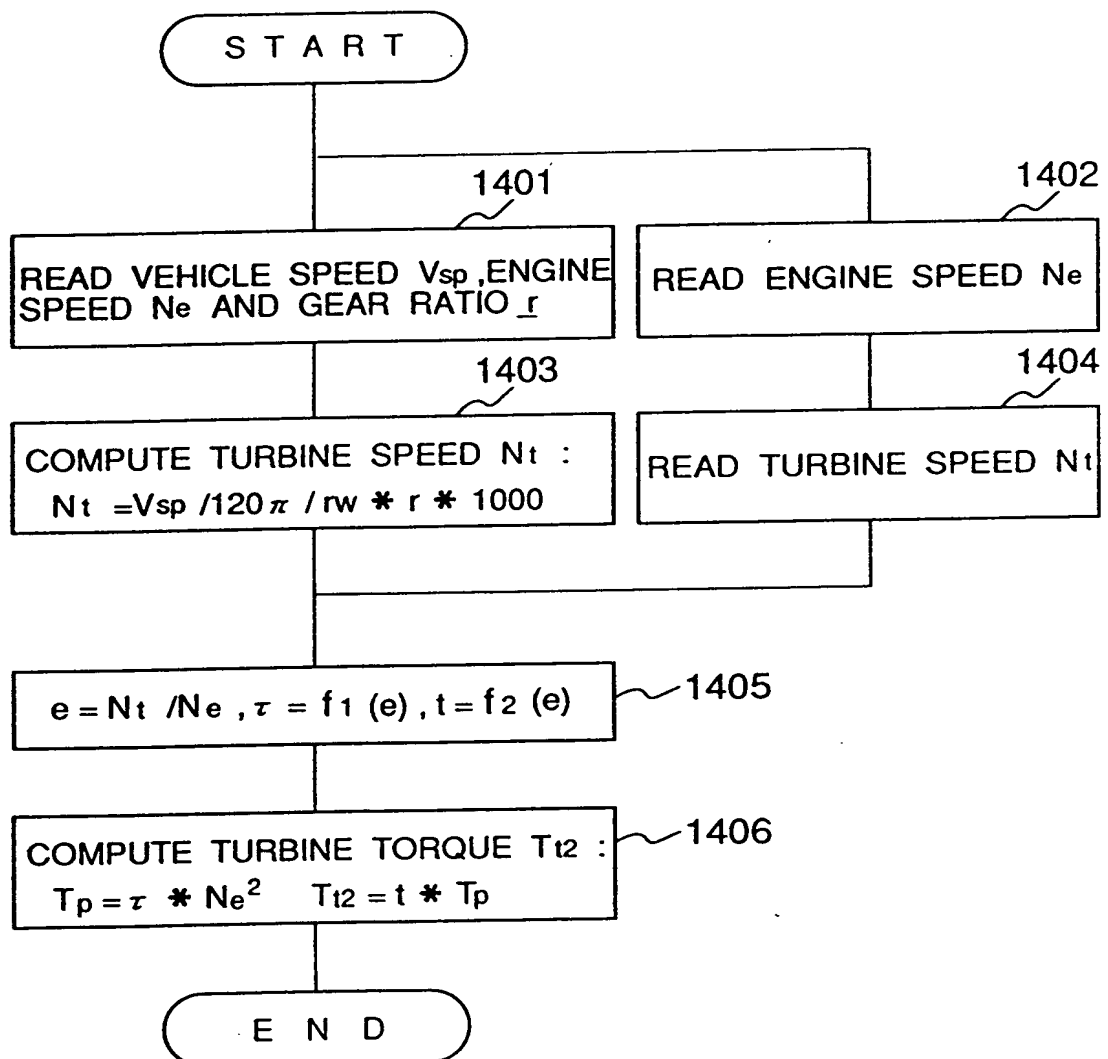 START
1401
READ VEHICLE SPEED Vsp, ENGINE
SPEED Ne AND GEAR RATIO r
1402
READ ENGINE SPEED Ne
1403
COMPUTE TURBINE SPEED Nt :
Nt =Vsp /120π / rw * r * 1000
1404
READ TURBINE SPEED Nt
e = Nt /Ne , τ = f1 (e) , t = f2 (e)
1405
COMPUTE TURBINE TORQUE Tt2 :
Tp = τ * Ne² Tt2 = t * Tp
1406
END